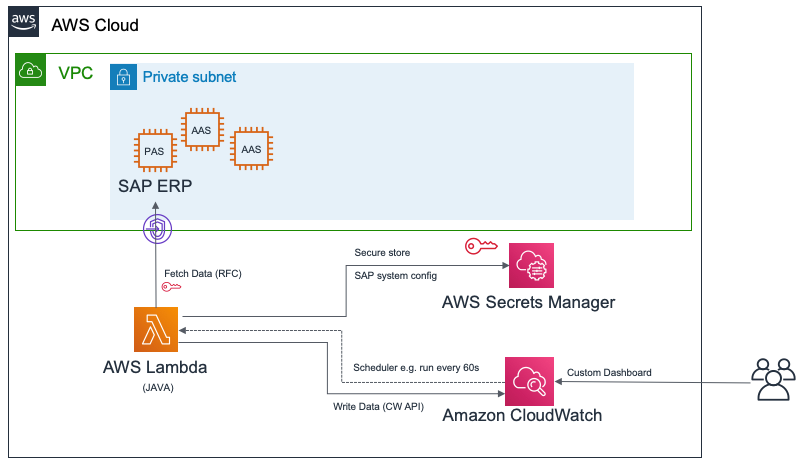 aws
AWS Cloud
VPC
Private subnet
AAS
PAS
AAS
SAP ERP
Fetch Data (RFC)
Secure store
SAP system config
AWS Secrets Manager
AWS Lambda
(JAVA)
Scheduler e.g. run every 60s
Custom Dashboard
Write Data (CW API)
Amazon CloudWatch